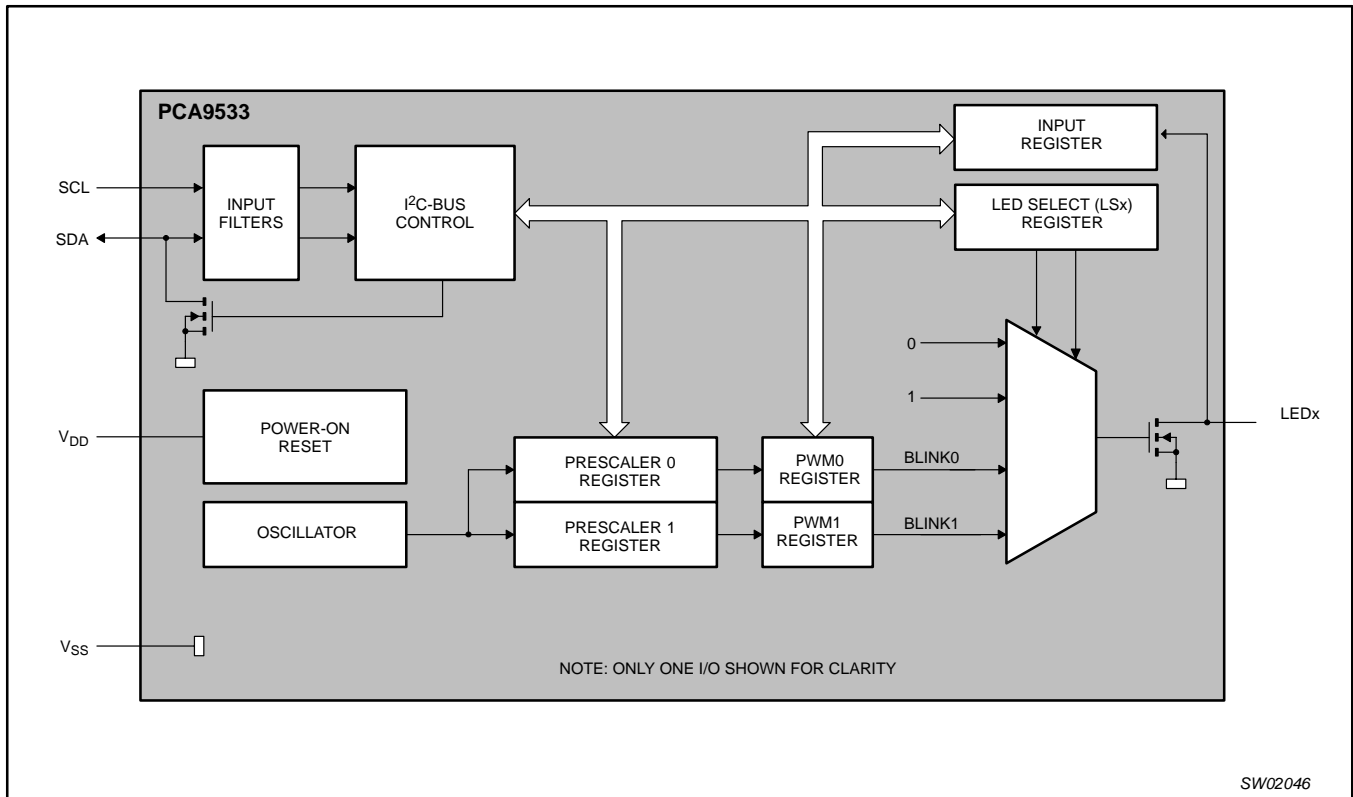 PCA9533
SCL
SDA
INPUT
FILTERS
I²C-BUS
CONTROL
INPUT
REGISTER
LED SELECT (LSx)
REGISTER
0
1
LEDx
VDD
POWER-ON
RESET
OSCILLATOR
PRESCALER 0
REGISTER
PRESCALER 1
REGISTER
PWM0
REGISTER
PWM1
REGISTER
BLINK0
BLINK1
VSS
NOTE: ONLY ONE I/O SHOWN FOR CLARITY
SW02046